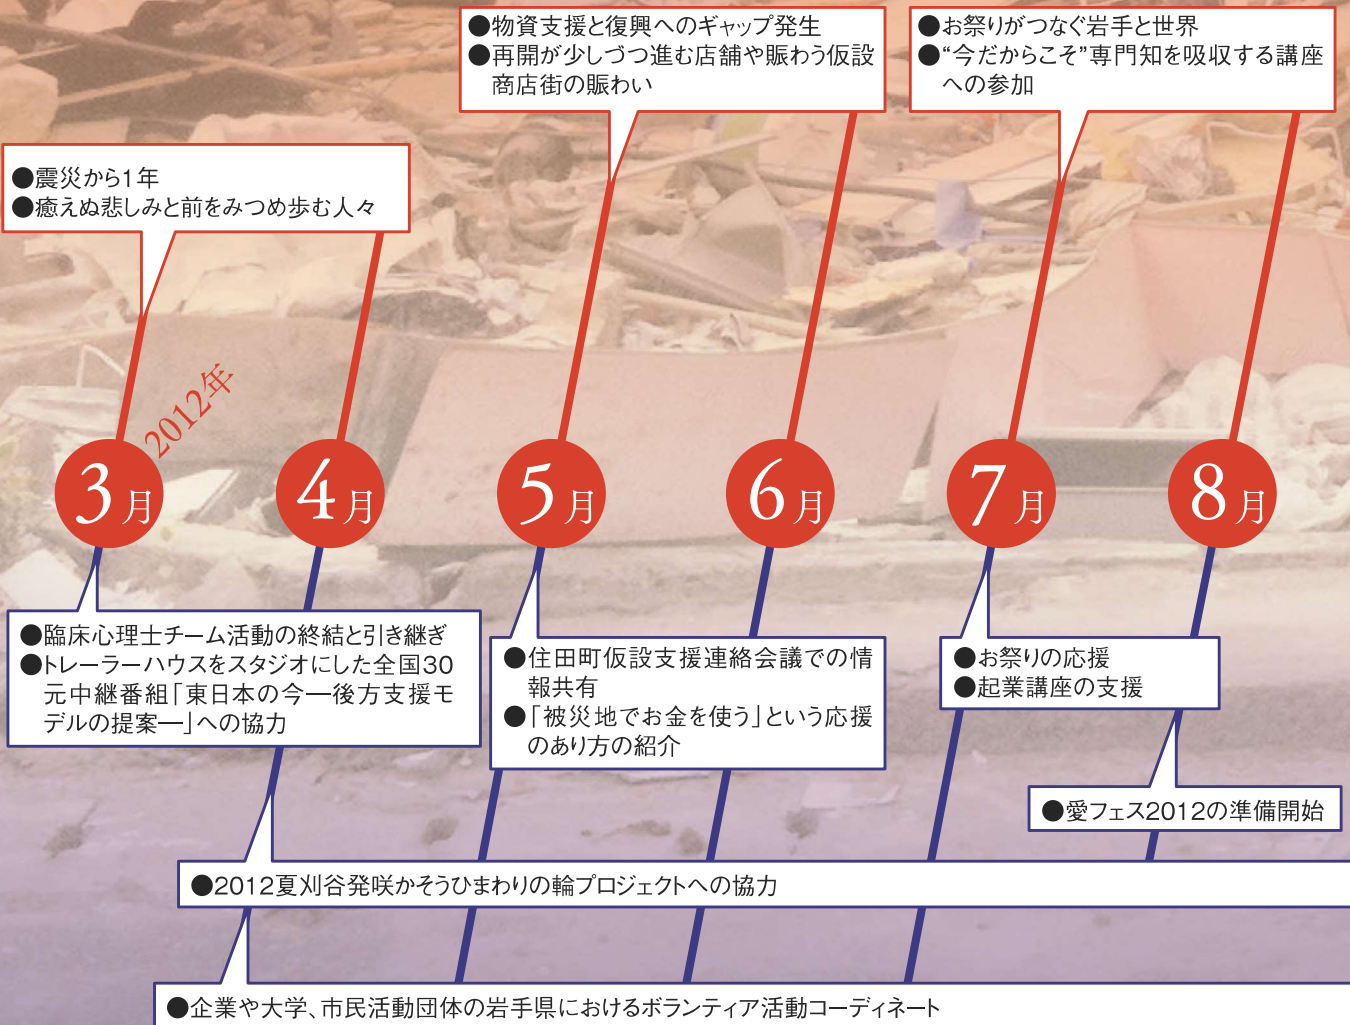 ●物資支援と復興へのギャップ発生
●再開が少しづつ進む店舗や賑わう仮設
商店街の賑わい
●お祭りがつなぐ岩手と世界
●“今だからこそ”専門知を吸収する講座
への参加
●震災から1年
●癒えぬ悲しみと前をみつめ歩む人々
2012年
3月
4月
5月
6月
7月
8月
●臨床心理士チーム活動の終結と引き継ぎ
●トレーラーハウスをスタジオにした全国30
元中継番組「東日本の今―後方支援モ
デルの提案―」への協力
●住田町仮設支援連絡会議での情
報共有
●「被災地でお金を使う」という応援
のあり方の紹介
●お祭りの応援
●起業講座の支援
●愛フェス2012の準備開始
●2012夏刈谷発咲かそうひまわりの輪プロジェクトへの協力
●企業や大学、市民活動団体の岩手県におけるボランティア活動コーディネート